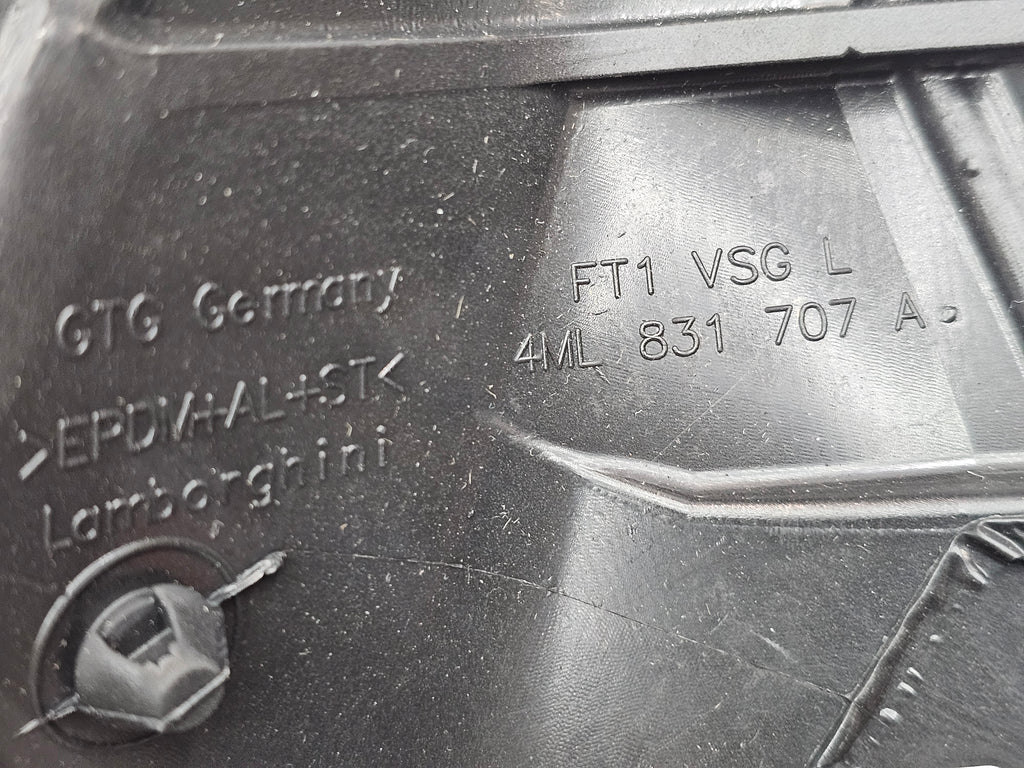 GTG Germany
>EPDM+AL+ST<
Lamborghini
FT1 VSG L
4ML 831 707 A.